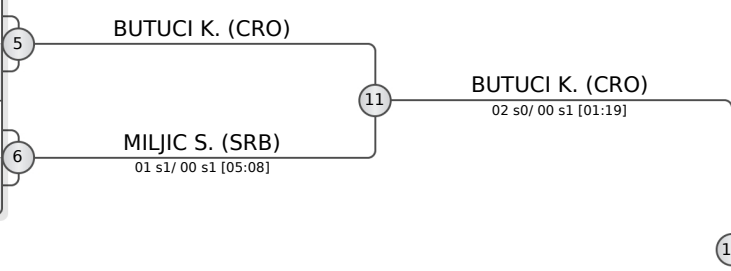 BUTUCI K. (CRO)
5
11
BUTUCI K. (CRO)
02 s0/ 00 s1 [01:19]
MILJIC S. (SRB)
6
01 s1/ 00 s1 [05:08]